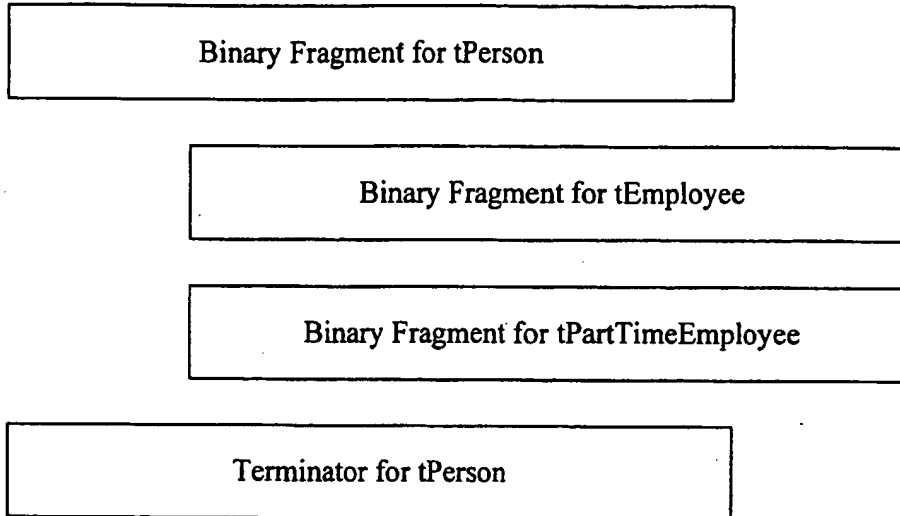 Binary Fragment for tPerson
Binary Fragment for tEmployee
Binary Fragment for tPartTimeEmployee
Terminator for tPerson